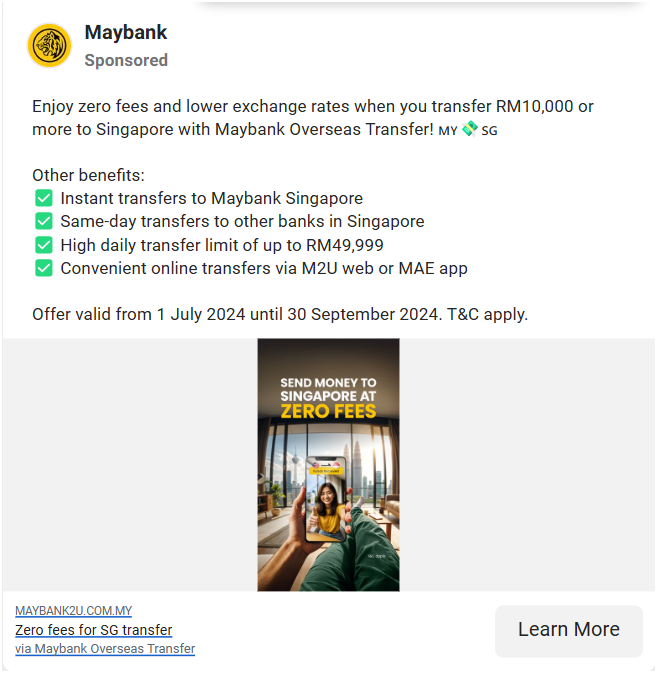 Maybank
Sponsored
Enjoy zero fees and lower exchange rates when you transfer RM10,000 or
more to Singapore with Maybank Overseas Transfer! MY 💸 SG
Other benefits:
✅ Instant transfers to Maybank Singapore
✅ Same-day transfers to other banks in Singapore
✅ High daily transfer limit of up to RM49,999
✅ Convenient online transfers via M2U web or MAE app
Offer valid from 1 July 2024 until 30 September 2024. T&C apply.
SEND MONEY TO
SINGAPORE AT
ZERO FEES
T&C apply.
MAYBANK2U.COM.MY
Zero fees for SG transfer
via Maybank Overseas Transfer
Learn More